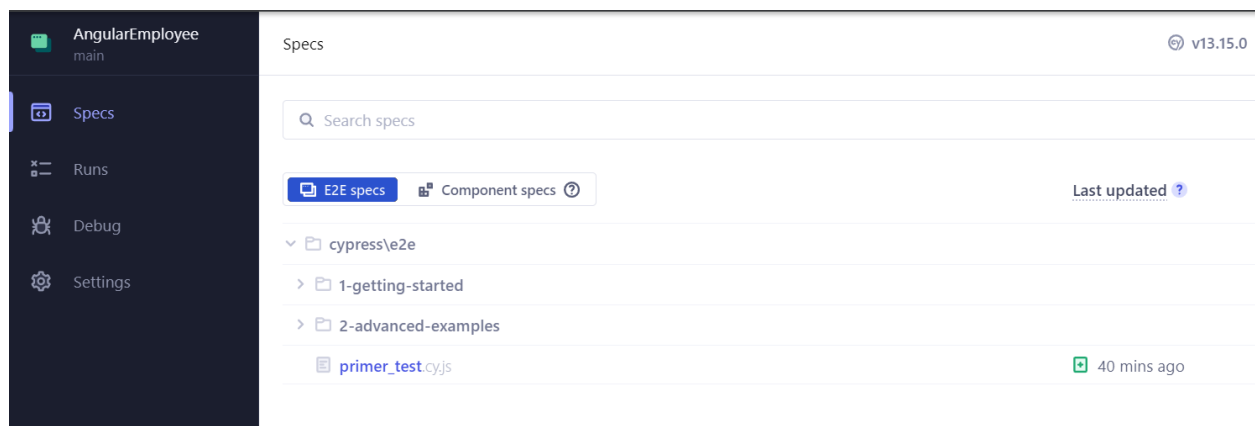 AngularEmployee
main
Specs
Runs
Debug
Settings
Specs
cy v13.15.0
Search specs
E2E specs Component specs ? Last updated ?
cypress\e2e
1-getting-started
2-advanced-examples
primer_test.cy.js 40 mins ago